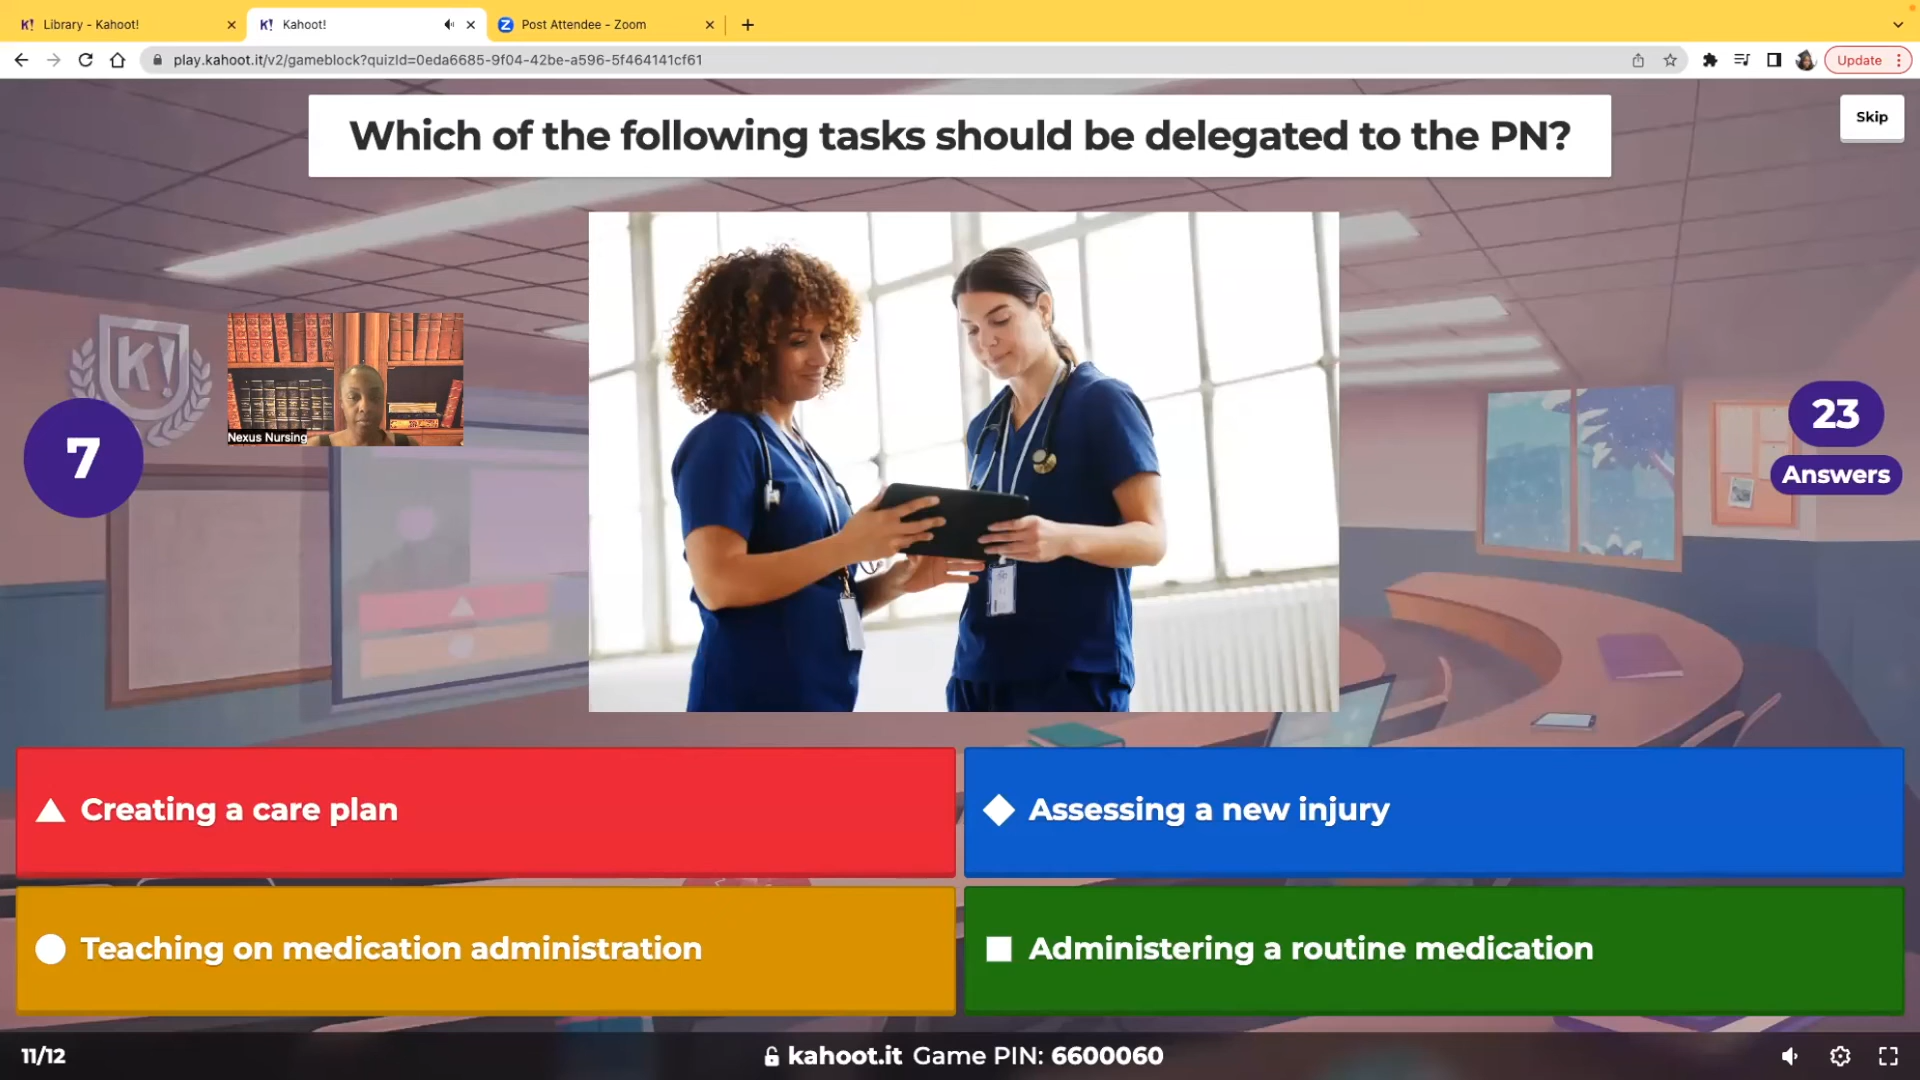 Library - Kahoot!
Kahoot!
Post Attendee - Zoom
play.kahoot.it/v2/gameblock?quizId=0eda6685-9f04-42be-a596-5f464141cf61
Update
Which of the following tasks should be delegated to the PN?
Skip
K!
Nexus Nursing
7
23
Answers
Creating a care plan
Assessing a new injury
Teaching on medication administration
Administering a routine medication
11/12
kahoot.it Game PIN: 6600060